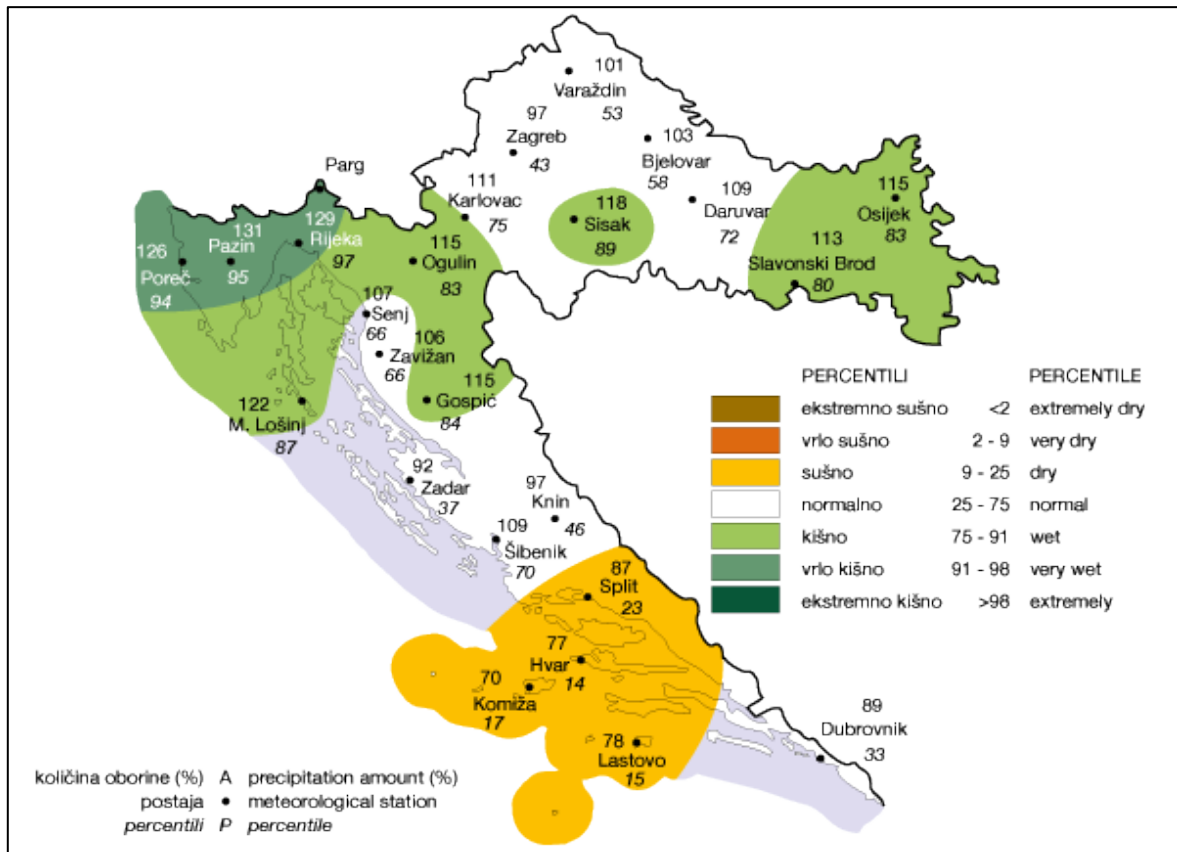 101
Varaždin
53
97
Zagreb
43
103
Bjelovar
58
Parg
111
Karlovac
75
118
Sisak
89
109
Daruvar
72
115
Osijek
83
113
Slavonski Brod
80
126
Poreč
94
131
Pazin
95
129
Rijeka
97
115
Ogulin
83
107
Senj
66
106
Zavižan
66
115
Gospić
84
122
M. Lošinj
87
92
Zadar
37
97
Knin
46
109
Šibenik
70
87
Split
23
77
Hvar
14
70
Komiža
17
78
Lastovo
15
89
Dubrovnik
33
PERCENTILI PERCENTILE
ekstremno sušno <2 extremely dry
vrlo sušno 2 - 9 very dry
sušno 9 - 25 dry
normalno 25 - 75 normal
kišno 75 - 91 wet
vrlo kišno 91 - 98 very wet
ekstremno kišno >98 extremely
količina oborine (%) A precipitation amount (%)
postaja meteorological station
percentili P percentile